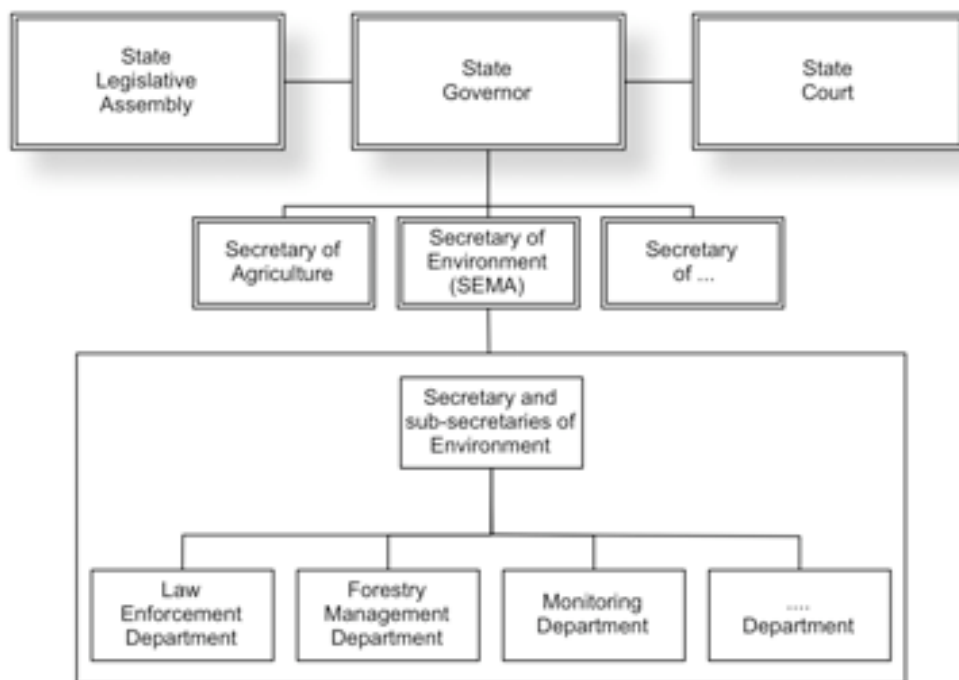 State
Legislative
Assembly
State
Governor
State
Court
Secretary of
Agriculture
Secretary of
Environment
(SEMA)
Secretary
of ...
Secretary and
sub-secretaries of
Environment
Law
Enforcement
Department
Forestry
Management
Department
Monitoring
Department
....
Department